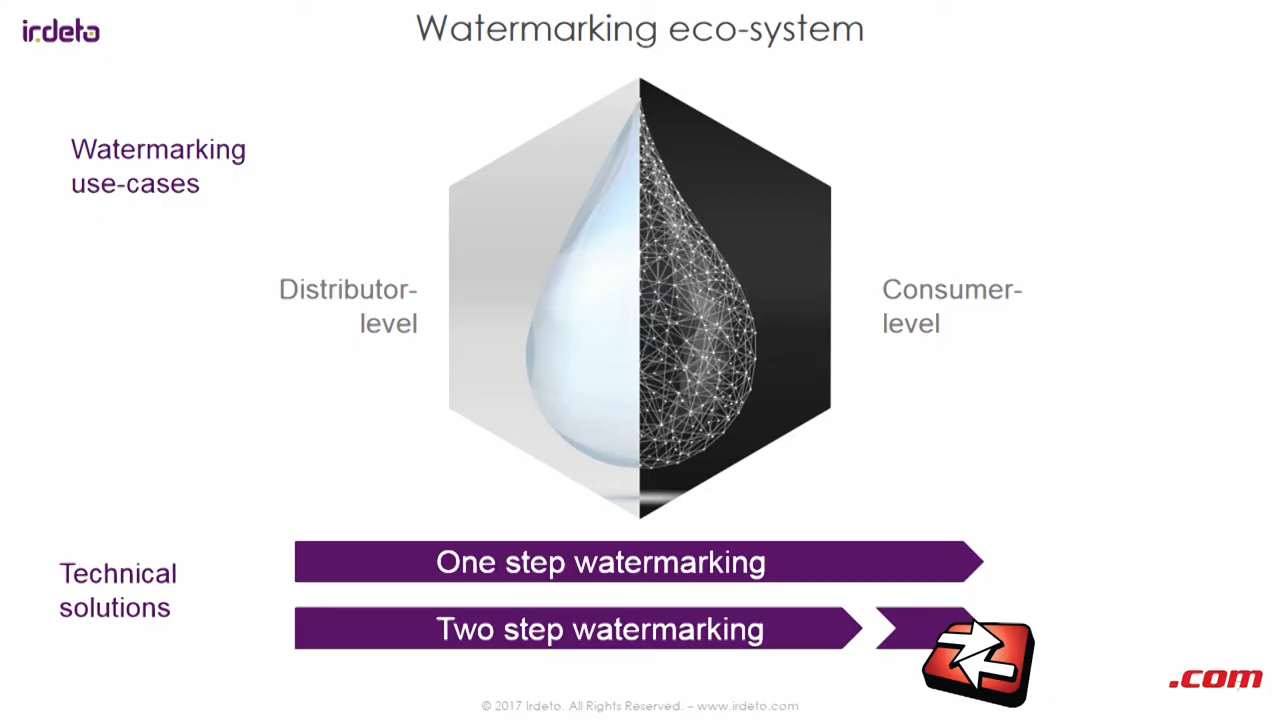 irdeto
Watermarking eco-system
Watermarking
use-cases
Distributor-
level
Consumer-
level
Technical
solutions
One step watermarking
Two step watermarking
.com
© 2017 Irdeto. All Rights Reserved. – www.irdeto.com